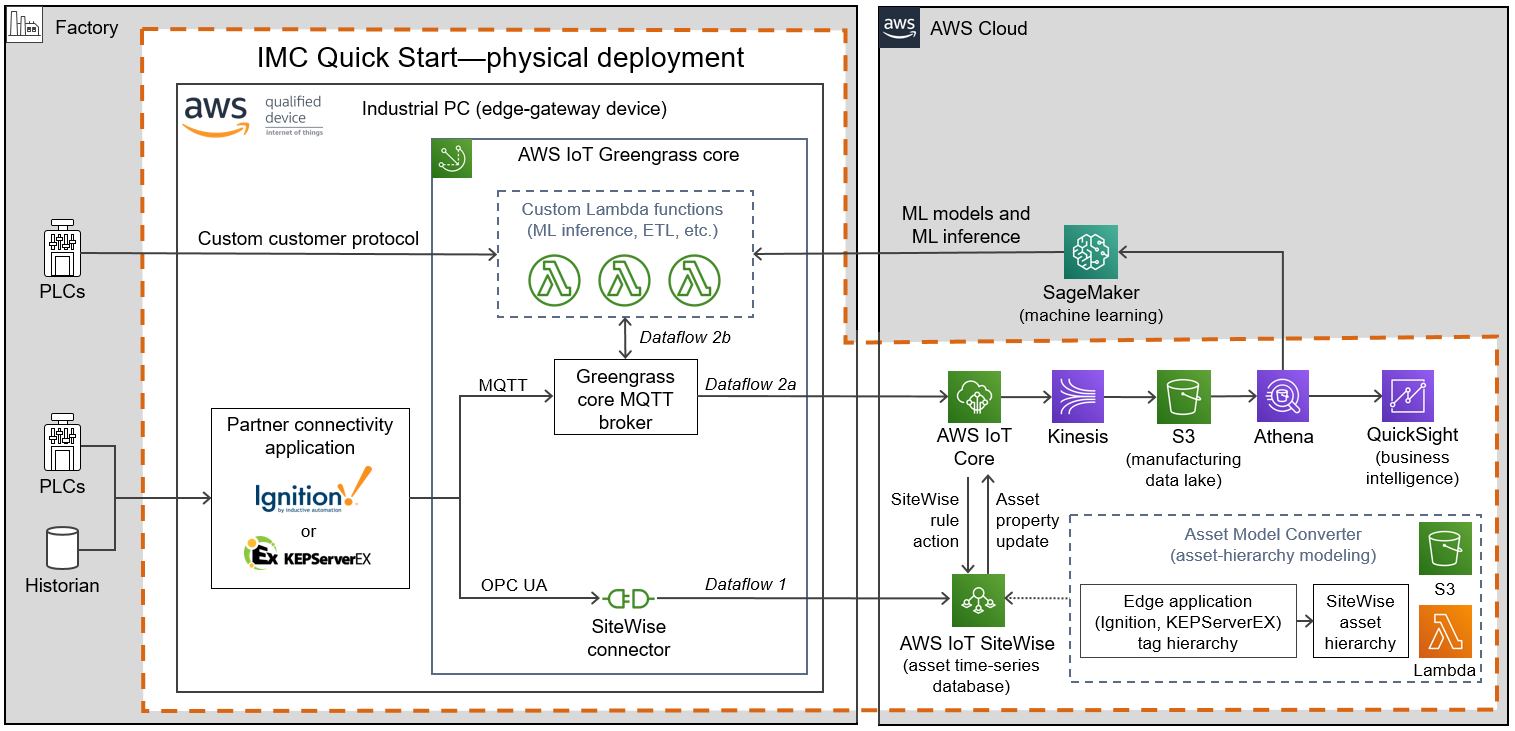 Factory
IMC Quick Start—physical deployment
aws
qualified
device
internet of things
Industrial PC (edge-gateway device)
AWS IoT Greengrass core
Custom Lambda functions
(ML inference, ETL, etc.)
Custom customer protocol
PLCs
Dataflow 2b
MQTT
Greengrass
core MQTT
broker
Dataflow 2a
Partner connectivity
application
Ignition!
by inductive automation
or
Ex KEPServerEX
PLCs
Historian
OPC UA
SiteWise
connector
Dataflow 1
aws
AWS Cloud
ML models and
ML inference
SageMaker
(machine learning)
AWS IoT
Core
Kinesis
S3
(manufacturing
data lake)
Athena
QuickSight
(business
intelligence)
SiteWise
rule
action
Asset
property
update
AWS IoT SiteWise
(asset time-series
database)
Asset Model Converter
(asset-hierarchy modeling)
Edge application
(Ignition, KEPServerEX)
tag hierarchy
SiteWise
asset
hierarchy
S3
Lambda